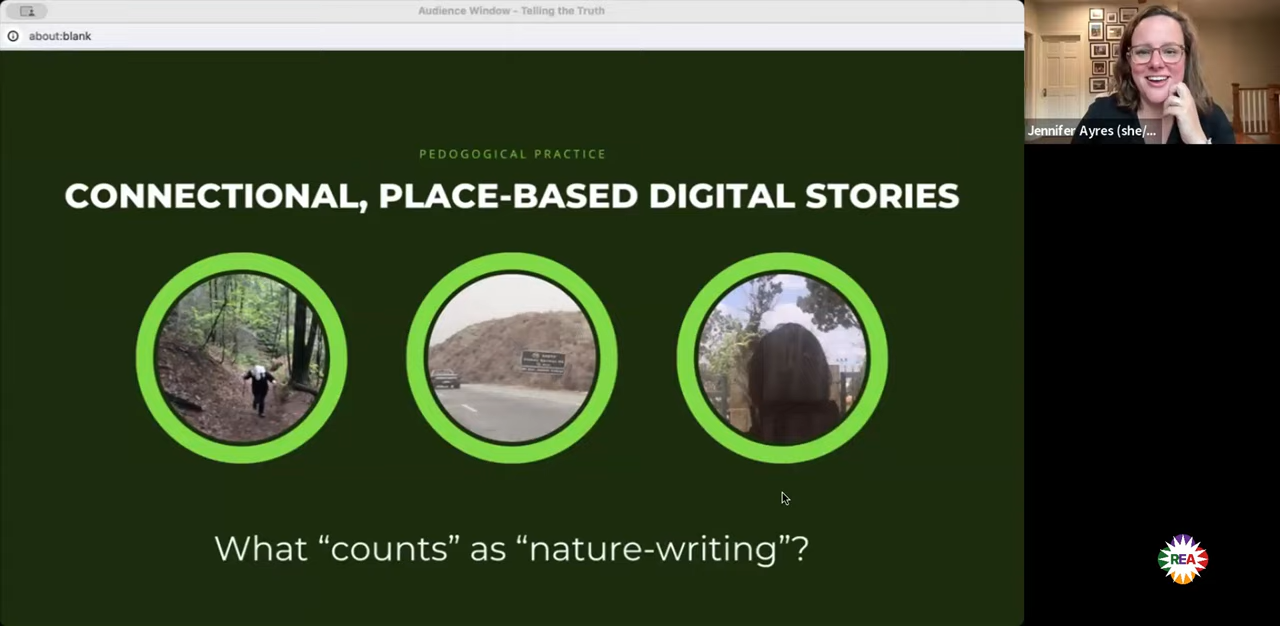 Audience Window - Telling the Truth
about:blank
Jennifer Ayres (she/...
PEDOGOGICAL PRACTICE
CONNECTIONAL, PLACE-BASED DIGITAL STORIES
What “counts” as “nature-writing”?
REA